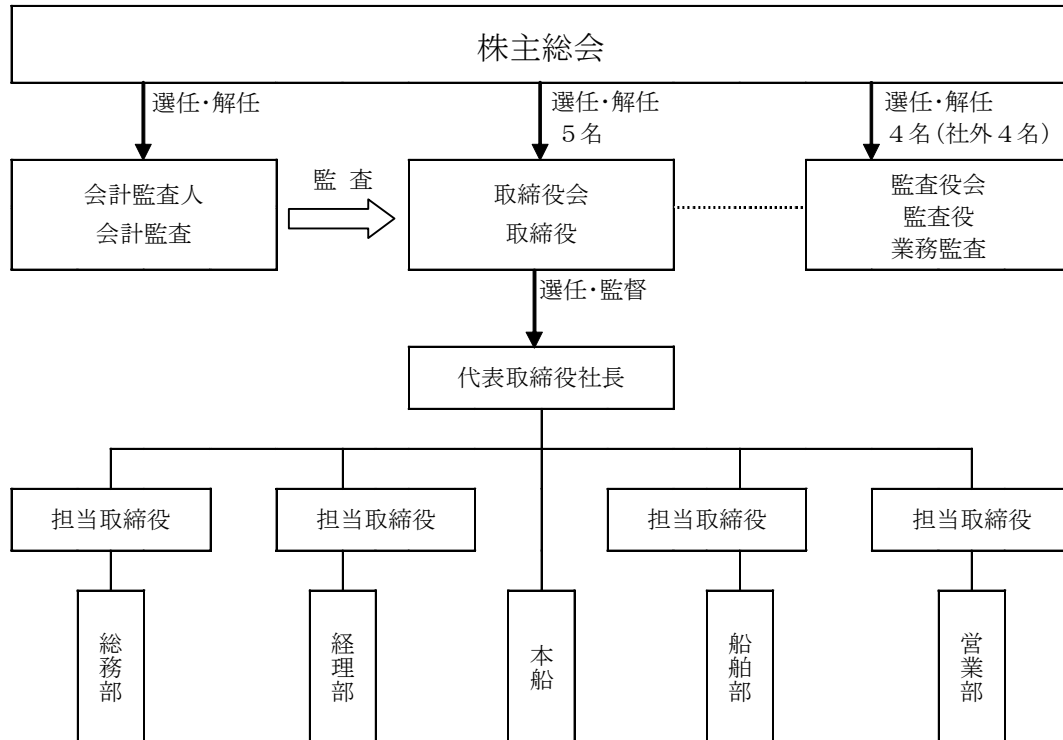 株主総会
選任・解任
選任・解任
５名
選任・解任
４名（社外４名）
会計監査人
会計監査
監 査
取締役会
取締役
監査役会
監査役
業務監査
選任・監督
代表取締役社長
担当取締役
担当取締役
担当取締役
担当取締役
総務部
経理部
本船
船舶部
営業部